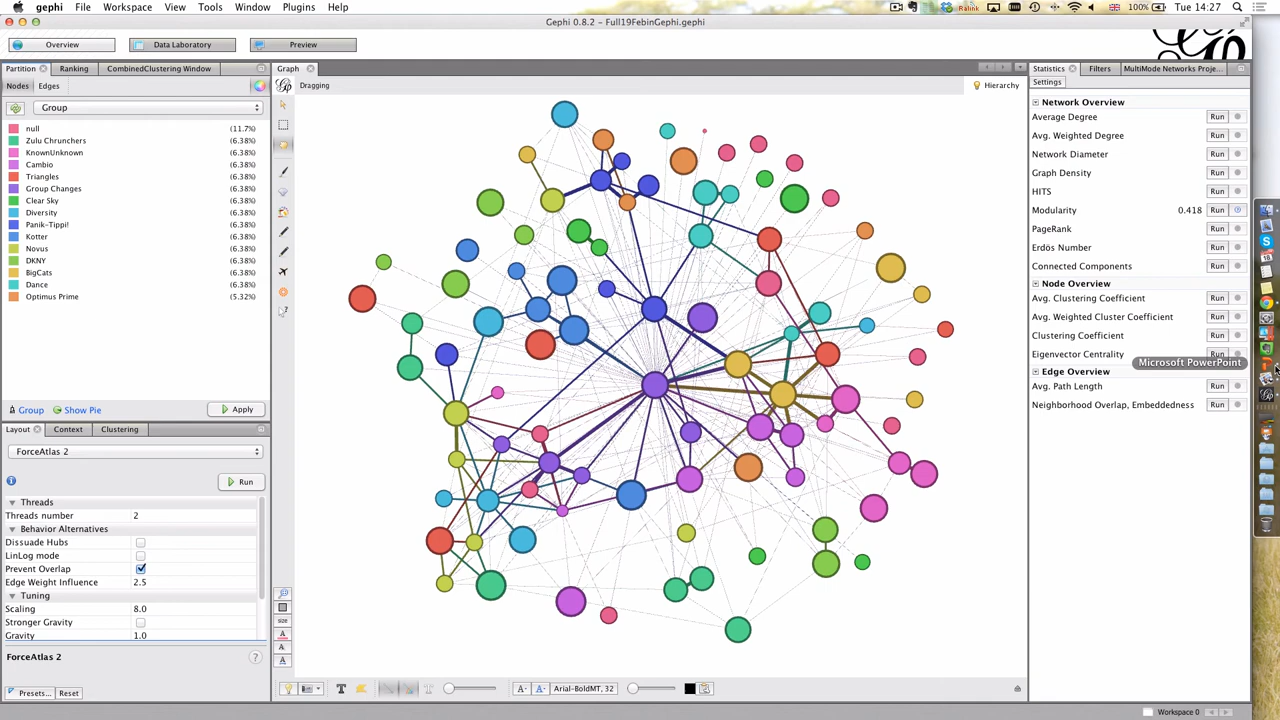 gephi File Workspace View Tools Window Plugins Help Ralink 100% Tue 14:27
Gephi 0.8.2 – Full19FebinGephi.gephi
Overview Data Laboratory Preview
Partition Ranking CombinedClustering Window
Nodes Edges
Group
null (11.7%)
Zulu Chrunchers (6.38%)
KnownUnknown (6.38%)
Cambio (6.38%)
Triangles (6.38%)
Group Changes (6.38%)
Clear Sky (6.38%)
Diversity (6.38%)
Panik-Tippi! (6.38%)
Kotter (6.38%)
Novus (6.38%)
DKNY (6.38%)
BigCats (6.38%)
Dance (6.38%)
Optimus Prime (5.32%)
Group Show Pie Apply
Layout Context Clustering
ForceAtlas 2
Run
Threads
Threads number 2
Behavior Alternatives
Dissuade Hubs
LinLog mode
Prevent Overlap
Edge Weight Influence 2.5
Tuning
Scaling 8.0
Stronger Gravity
Gravity 1.0
ForceAtlas 2
Presets... Reset
Graph
Dragging Hierarchy
size
A
A
A
T T A- A- Arial-BoldMT, 32
Statistics Filters MultiMode Networks Proje...
Settings
Network Overview
Average Degree Run
Avg. Weighted Degree Run
Network Diameter Run
Graph Density Run
HITS Run
Modularity 0.418 Run
PageRank Run
Erdös Number Run
Connected Components Run
Node Overview
Avg. Clustering Coefficient Run
Avg. Weighted Cluster Coefficient Run
Clustering Coefficient Run
Eigenvector Centrality Run
Microsoft PowerPoint
Edge Overview
Avg. Path Length Run
Neighborhood Overlap, Embeddedness Run
Workspace 0